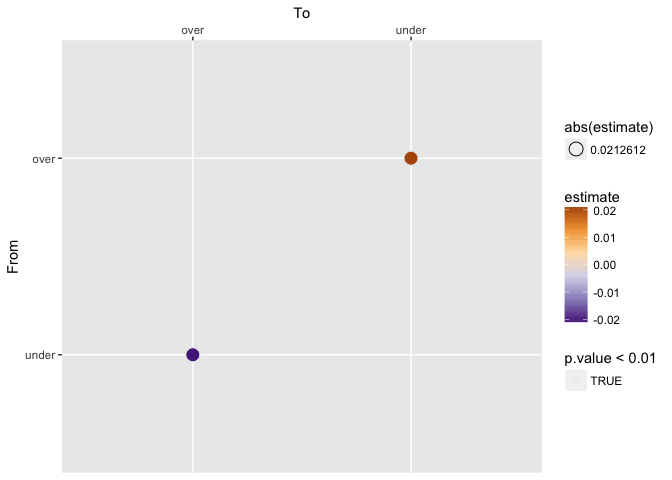 To
over
under
over
under
From
abs(estimate)
0.0212612
estimate
0.02
0.01
0.00
-0.01
-0.02
p.value < 0.01
TRUE